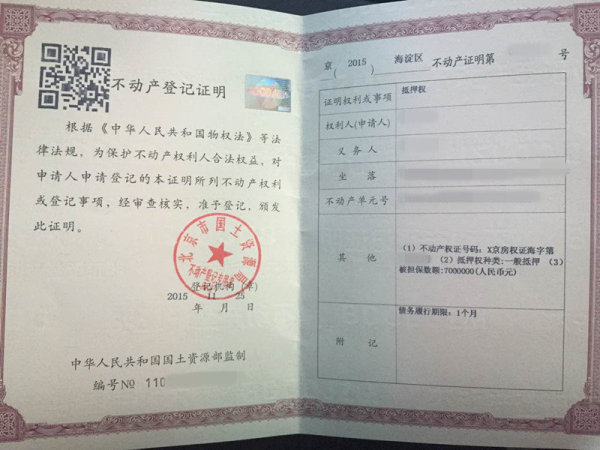 不动产登记证明
根据《中华人民共和国物权法》等法
律法规，为保护不动产权利人合法权益，对
申请人申请登记的本证明所列不动产权利
或登记事项，经审查核实，准予登记，颁发
此证明。
北京市国土资源局
不动产登记专用章
登记机构（章）
2015 11 25
年 月 日
中华人民共和国国土资源部监制
编号№ 110
京（2015）海淀区 不动产证明第 号
证明权利或事项 抵押权
权利人(申请人)
义务人
坐落
不动产单元号
其他
（1）不动产权证号码：X京房权证海字第
（2）抵押权种类:一般抵押 （3）
被担保数额:7000000(人民币元)
附记
债务履行期限：1个月